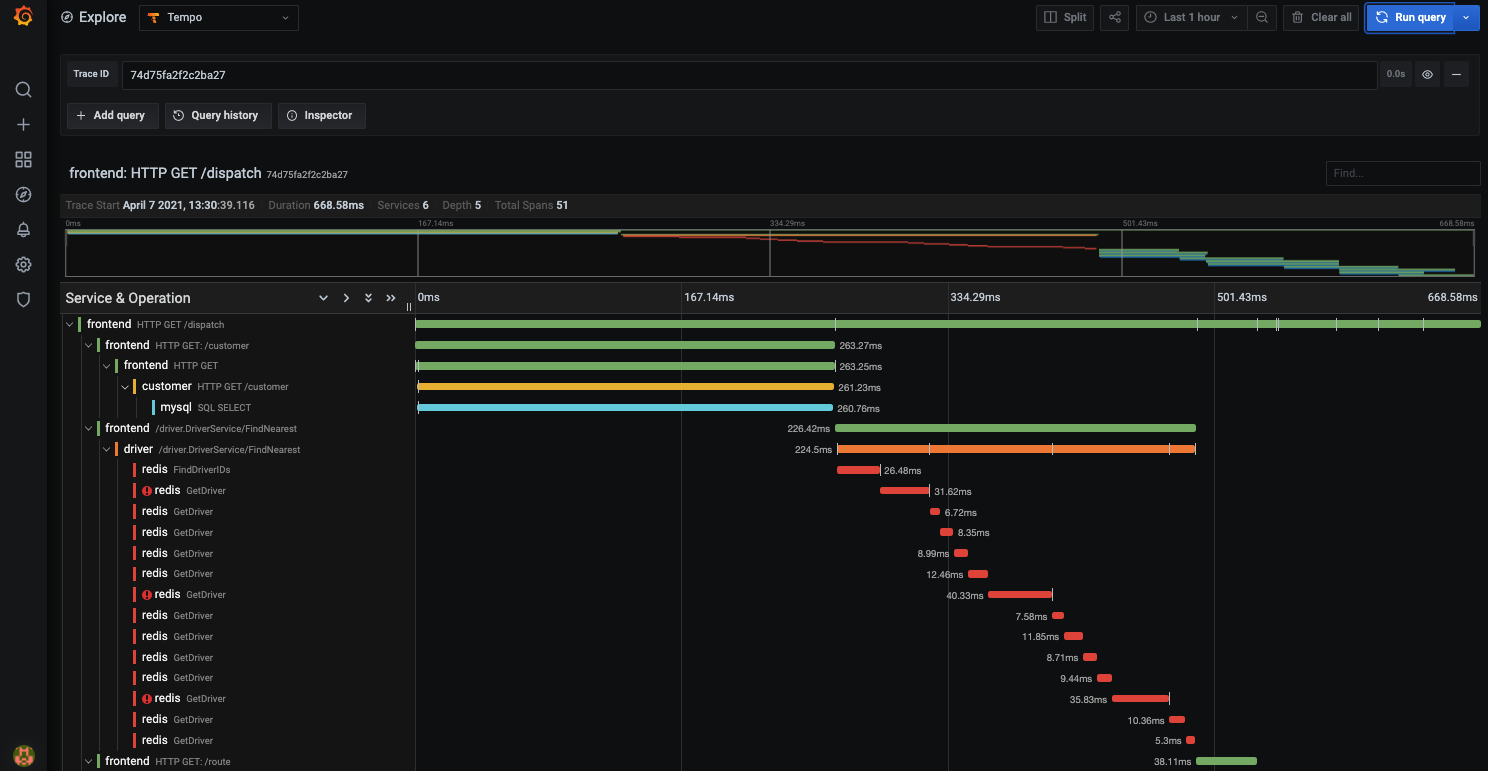 Explore Tempo Split Last 1 hour Clear all Run query
Trace ID 74d75fa2f2c2ba27 0.0s
Add query Query history Inspector
frontend: HTTP GET /dispatch 74d75fa2f2c2ba27 Find...
Trace Start April 7 2021, 13:30:39.116 Duration 668.58ms Services 6 Depth 5 Total Spans 51
0ms 167.14ms 334.29ms 501.43ms 668.58ms
Service & Operation 0ms 167.14ms 334.29ms 501.43ms 668.58ms
frontend HTTP GET /dispatch
frontend HTTP GET: /customer 263.27ms
frontend HTTP GET 263.25ms
customer HTTP GET /customer 261.23ms
mysql SQL SELECT 260.76ms
frontend /driver.DriverService/FindNearest 226.42ms
driver /driver.DriverService/FindNearest 224.5ms
redis FindDriverIDs 26.48ms
redis GetDriver 31.62ms
redis GetDriver 6.72ms
redis GetDriver 8.35ms
redis GetDriver 8.99ms
redis GetDriver 12.46ms
redis GetDriver 40.33ms
redis GetDriver 7.58ms
redis GetDriver 11.85ms
redis GetDriver 8.71ms
redis GetDriver 9.44ms
redis GetDriver 35.83ms
redis GetDriver 10.36ms
redis GetDriver 5.3ms
frontend HTTP GET: /route 38.11ms